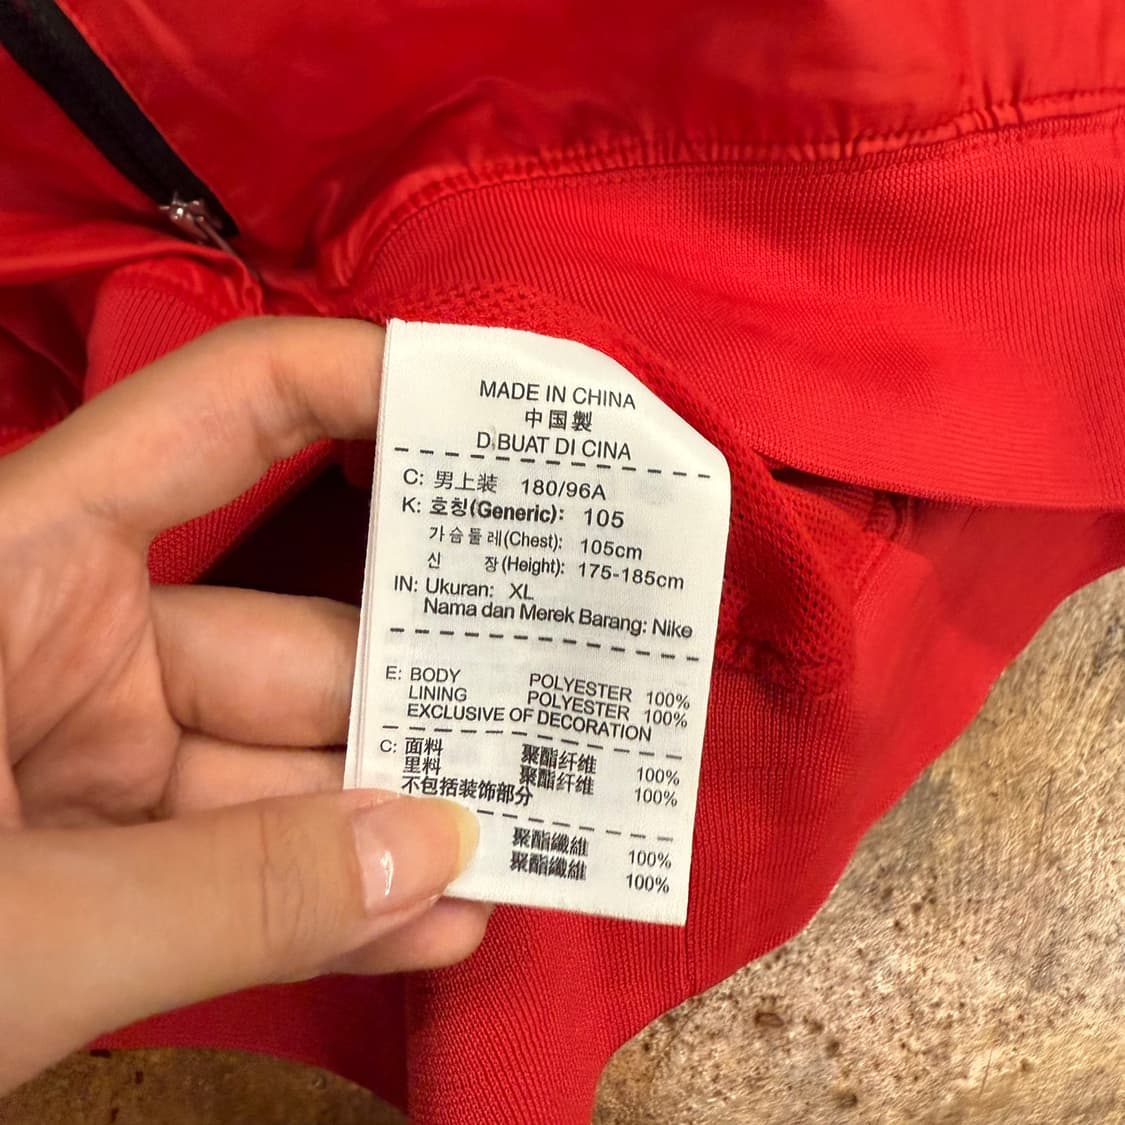 MADE IN CHINA
中国製
DIBUAT DI CINA
C: 男上装 180/96A
K: 호칭(Generic): 105
가슴둘레(Chest): 105cm
신 장(Height): 175-185cm
IN: Ukuran: XL
Nama dan Merek Barang: Nike
E: BODY POLYESTER 100%
LINING POLYESTER 100%
EXCLUSIVE OF DECORATION
C: 面料 聚酯纤维 100%
里料 聚酯纤维 100%
不包括装饰部分
聚酯纖維 100%
聚酯纖維 100%